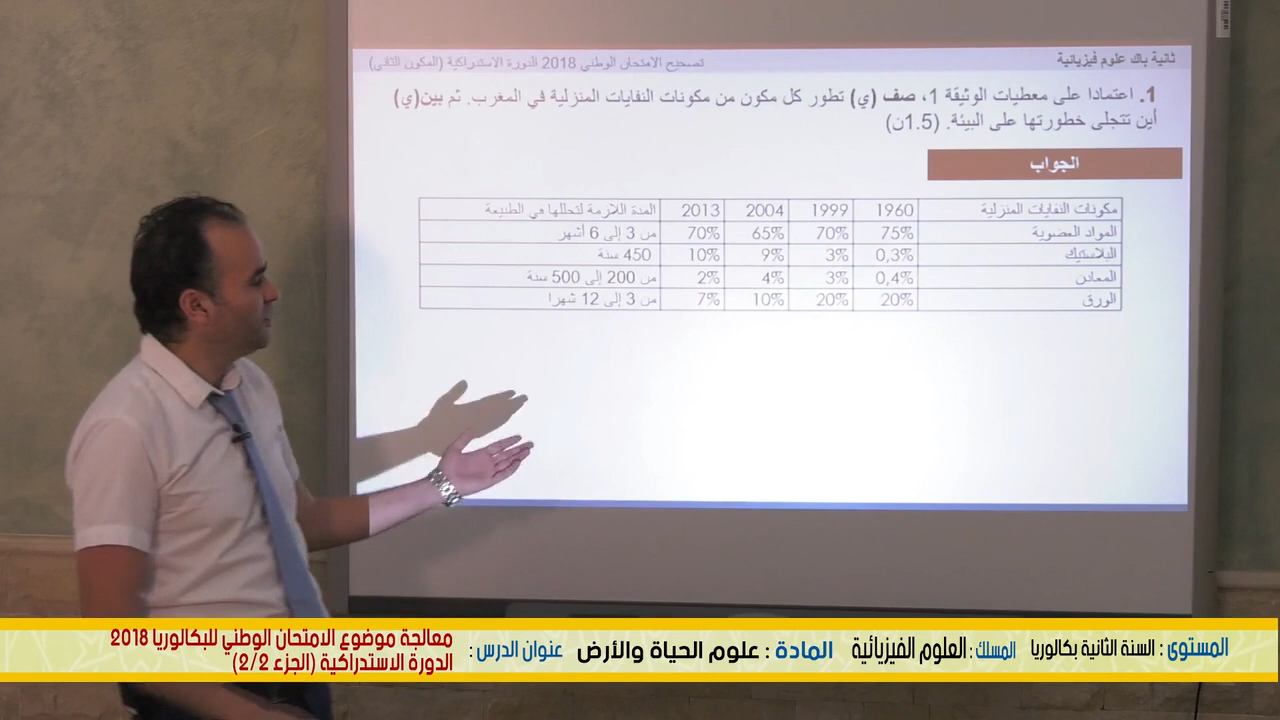 ثانية باك علوم فيزيائية
تصحيح الامتحان الوطني 2018 الدورة الاستدراكية (المكون الثاني)
1. اعتمادا على معطيات الوثيقة 1، صف (ي) تطور كل مكون من مكونات النفايات المنزلية في المغرب. ثم بين(ي)
أين تتجلى خطورتها على البيئة. (1.5ن)
الجواب
مكونات النفايات المنزلية 1960 1999 2004 2013 المدة اللازمة لتحللها في الطبيعة
المواد العضوية 75% 70% 65% 70% من 3 إلى 6 أشهر
البلاستيك 0,3% 3% 9% 10% 450 سنة
المعادن 0,4% 3% 4% 2% من 200 إلى 500 سنة
الورق 20% 20% 10% 7% من 3 إلى 12 شهرا
المستوى : السنة الثانية بكالوريا
المسلك : العلوم الفيزيائية
المادة : علوم الحياة والأرض
عنوان الدرس :
معالجة موضوع الامتحان الوطني للبكالوريا 2018
الدورة الاستدراكية (الجزء 2/2)